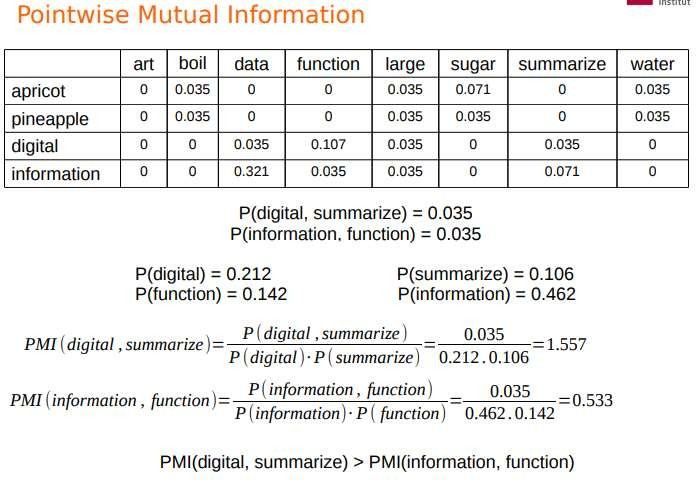 Pointwise Mutual Information
Institut
art boil data function large sugar summarize water
apricot 0 0.035 0 0 0.035 0.071 0 0.035
pineapple 0 0.035 0 0 0.035 0.035 0 0.035
digital 0 0 0.035 0.107 0.035 0 0.035 0
information 0 0 0.321 0.035 0.035 0 0.071 0
P(digital, summarize) = 0.035
P(information, function) = 0.035
P(digital) = 0.212 P(summarize) = 0.106
P(function) = 0.142 P(information) = 0.462
PMI (digital , summarize)= P(digital , summarize) / P(digital)· P(summarize) = 0.035 / 0.212 . 0.106 =1.557
PMI (information , function)= P(information , function) / P(information)· P( function) = 0.035 / 0.462 . 0.142 =0.533
PMI(digital, summarize) > PMI(information, function)